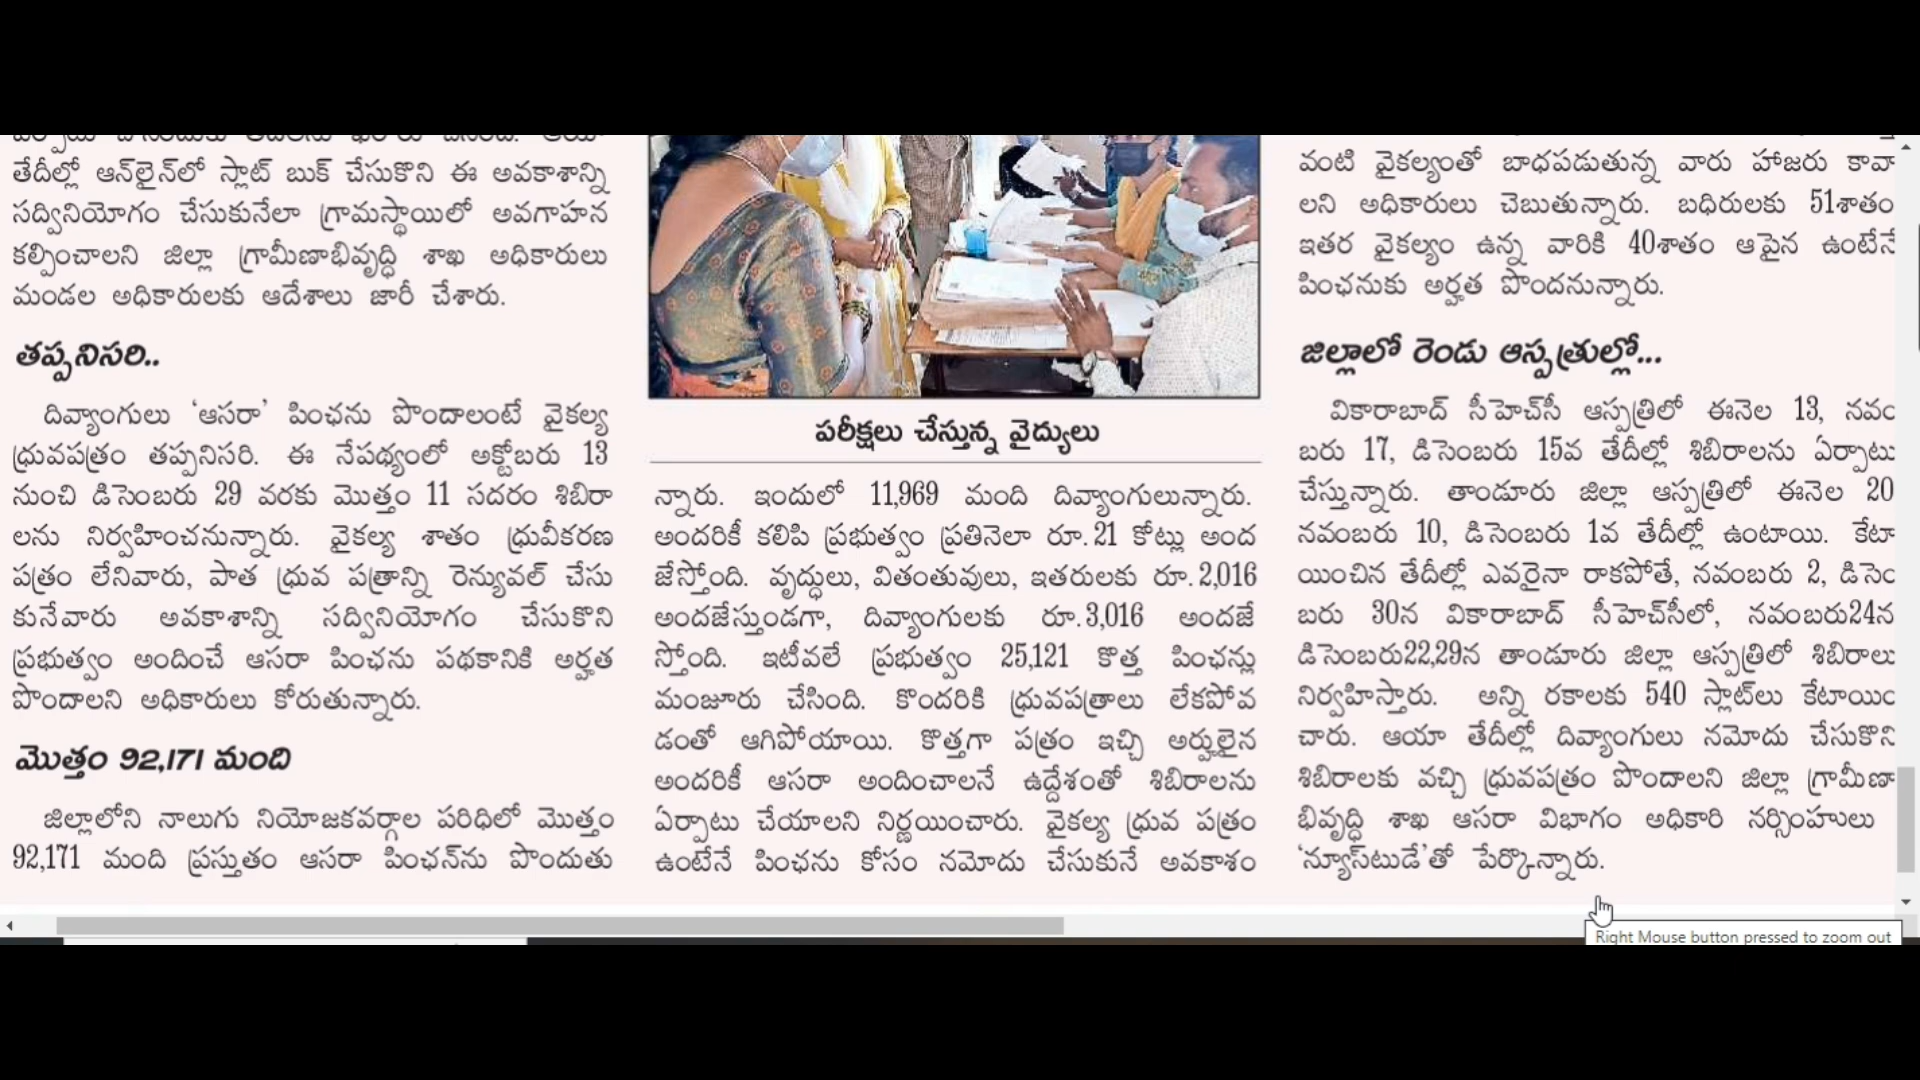 తేదీల్లో ఆన్‌లైన్‌లో స్లాట్ బుక్ చేసుకొని ఈ అవకాశాన్ని
సద్వినియోగం చేసుకునేలా గ్రామస్థాయిలో అవగాహన
కల్పించాలని జిల్లా గ్రామీణాభివృద్ధి శాఖ అధికారులు
మండల అధికారులకు ఆదేశాలు జారీ చేశారు.
తప్పనిసరి..
దివ్యాంగులు ‘ఆసరా’ పింఛను పొందాలంటే వైకల్య
ధ్రువపత్రం తప్పనిసరి. ఈ నేపథ్యంలో అక్టోబరు 13
నుంచి డిసెంబరు 29 వరకు మొత్తం 11 సదరం శిబిరా
లను నిర్వహించనున్నారు. వైకల్య శాతం ధ్రువీకరణ
పత్రం లేనివారు, పాత ధ్రువ పత్రాన్ని రెన్యువల్ చేసు
కునేవారు అవకాశాన్ని సద్వినియోగం చేసుకొని
ప్రభుత్వం అందించే ఆసరా పింఛను పథకానికి అర్హత
పొందాలని అధికారులు కోరుతున్నారు.
మొత్తం 92,171 మంది
జిల్లాలోని నాలుగు నియోజకవర్గాల పరిధిలో మొత్తం
92,171 మంది ప్రస్తుతం ఆసరా పింఛన్‌ను పొందుతు
పరీక్షలు చేస్తున్న వైద్యులు
న్నారు. ఇందులో 11,969 మంది దివ్యాంగులున్నారు.
అందరికీ కలిపి ప్రభుత్వం ప్రతినెలా రూ.21 కోట్లు అంద
జేస్తోంది. వృద్ధులు, వితంతువులు, ఇతరులకు రూ.2,016
అందజేస్తుండగా, దివ్యాంగులకు రూ.3,016 అందజే
స్తోంది. ఇటీవలే ప్రభుత్వం 25,121 కొత్త పింఛన్లు
మంజూరు చేసింది. కొందరికి ధ్రువపత్రాలు లేకపోవ
డంతో ఆగిపోయాయి. కొత్తగా పత్రం ఇచ్చి అర్హులైన
అందరికీ ఆసరా అందించాలనే ఉద్దేశంతో శిబిరాలను
ఏర్పాటు చేయాలని నిర్ణయించారు. వైకల్య ధ్రువ పత్రం
ఉంటేనే పింఛను కోసం నమోదు చేసుకునే అవకాశం
వంటి వైకల్యంతో బాధపడుతున్న వారు హాజరు కావా
లని అధికారులు చెబుతున్నారు. బధిరులకు 51శాతం
ఇతర వైకల్యం ఉన్న వారికి 40శాతం ఆపైన ఉంటేనే
పింఛనుకు అర్హత పొందనున్నారు.
జిల్లాలో రెండు ఆస్పత్రుల్లో...
వికారాబాద్ సీహెచ్‌సీ ఆస్పత్రిలో ఈనెల 13, నవం
బరు 17, డిసెంబరు 15వ తేదీల్లో శిబిరాలను ఏర్పాటు
చేస్తున్నారు. తాండూరు జిల్లా ఆస్పత్రిలో ఈనెల 20
నవంబరు 10, డిసెంబరు 1వ తేదీల్లో ఉంటాయి. కేటా
యించిన తేదీల్లో ఎవరైనా రాకపోతే, నవంబరు 2, డిసెం
బరు 30న వికారాబాద్ సీహెచ్‌సీలో, నవంబరు24న
డిసెంబరు22,29న తాండూరు జిల్లా ఆస్పత్రిలో శిబిరాలు
నిర్వహిస్తారు. అన్ని రకాలకు 540 స్లాట్‌లు కేటాయిం
చారు. ఆయా తేదీల్లో దివ్యాంగులు నమోదు చేసుకొని
శిబిరాలకు వచ్చి ధ్రువపత్రం పొందాలని జిల్లా గ్రామీణా
భివృద్ధి శాఖ ఆసరా విభాగం అధికారి నర్సింహులు
‘న్యూస్‌టుడే’తో పేర్కొన్నారు.
Right Mouse button pressed to zoom out